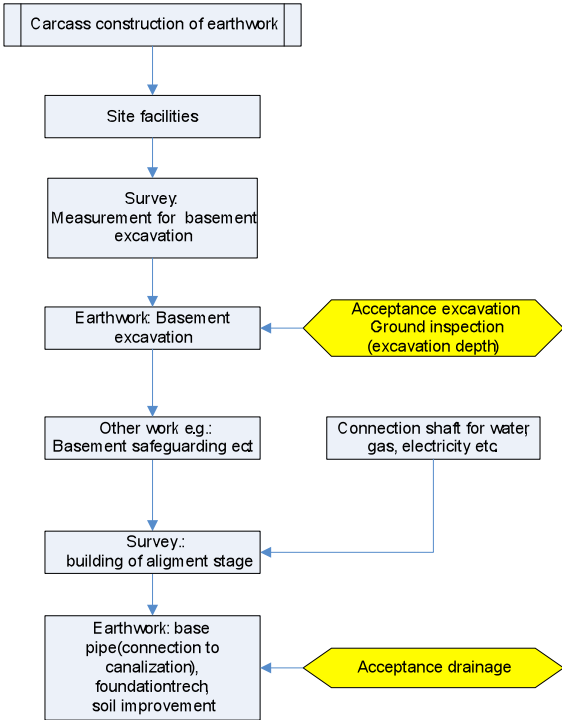 Carcass construction of earthwork
Site facilities
Survey:
Measurement for basement
excavation
Earthwork: Basement
excavation
Acceptance excavation
Ground inspection
(excavation depth)
Other work e.g.:
Basement safeguarding ect.
Connection shaft for water,
gas, electricity etc.
Survey.:
building of aligment stage
Earthwork: base
pipe(connection to
canalization),
foundationtrech,
soil improvement
Acceptance drainage